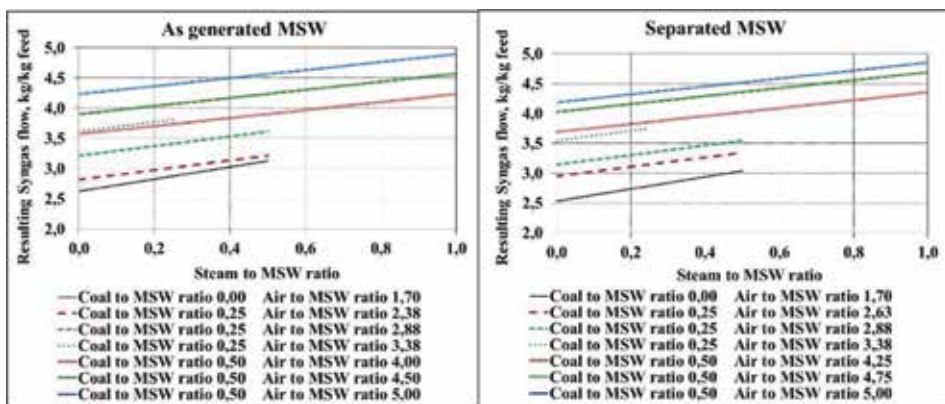 As generated MSW
Resulting Syngas flow, kg/kg feed
5,0
4,5
4,0
3,5
3,0
2,5
2,0
0,0 0,2 0,4 0,6 0,8 1,0
Steam to MSW ratio
Coal to MSW ratio 0,00 Air to MSW ratio 1,70
Coal to MSW ratio 0,25 Air to MSW ratio 2,38
Coal to MSW ratio 0,25 Air to MSW ratio 2,88
Coal to MSW ratio 0,25 Air to MSW ratio 3,38
Coal to MSW ratio 0,50 Air to MSW ratio 4,00
Coal to MSW ratio 0,50 Air to MSW ratio 4,50
Coal to MSW ratio 0,50 Air to MSW ratio 5,00
Separated MSW
Resulting Syngas flow, kg/kg feed
5,0
4,5
4,0
3,5
3,0
2,5
2,0
0,0 0,2 0,4 0,6 0,8 1,0
Steam to MSW ratio
Coal to MSW ratio 0,00 Air to MSW ratio 1,70
Coal to MSW ratio 0,25 Air to MSW ratio 2,63
Coal to MSW ratio 0,25 Air to MSW ratio 2,88
Coal to MSW ratio 0,25 Air to MSW ratio 3,38
Coal to MSW ratio 0,50 Air to MSW ratio 4,25
Coal to MSW ratio 0,50 Air to MSW ratio 4,75
Coal to MSW ratio 0,50 Air to MSW ratio 5,00